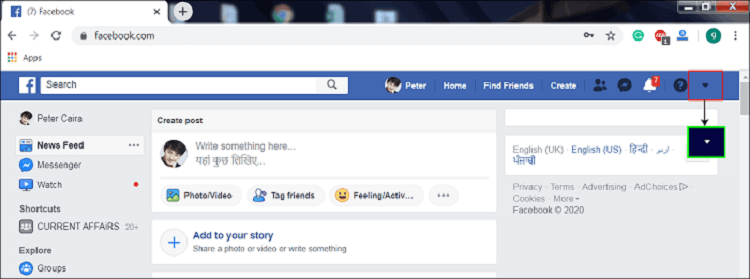 (7) Facebook
facebook.com
1
9
Apps
Search
Peter
Home
Find Friends
Create
7
Peter Caira
News Feed
Messenger
Watch
Shortcuts
CURRENT AFFAIRS 20+
Explore
Groups
Create post
Write something here...
यहां कुछ लिखिए...
Photo/Video
Tag friends
Feeling/Activ...
Add to your story
Share a photo or video or write something
English (UK) · English (US) · हिन्दी · اردو ·
ਪੰਜਾਬੀ
Privacy · Terms · Advertising · AdChoices ·
Cookies · More
Facebook © 2020